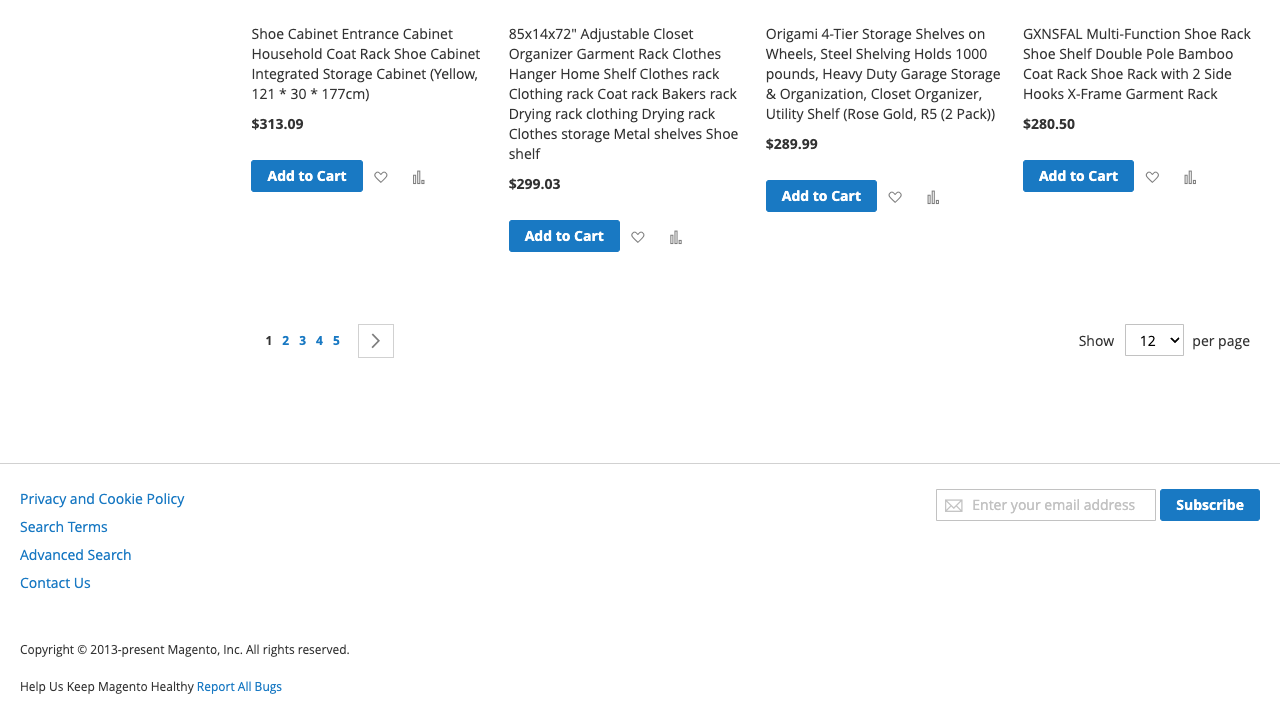 Shoe Cabinet Entrance Cabinet
Household Coat Rack Shoe Cabinet
Integrated Storage Cabinet (Yellow,
121 * 30 * 177cm)
$313.09
Add to Cart
85x14x72" Adjustable Closet
Organizer Garment Rack Clothes
Hanger Home Shelf Clothes rack
Clothing rack Coat rack Bakers rack
Drying rack clothing Drying rack
Clothes storage Metal shelves Shoe
shelf
$299.03
Add to Cart
Origami 4-Tier Storage Shelves on
Wheels, Steel Shelving Holds 1000
pounds, Heavy Duty Garage Storage
& Organization, Closet Organizer,
Utility Shelf (Rose Gold, R5 (2 Pack))
$289.99
Add to Cart
GXNSFAL Multi-Function Shoe Rack
Shoe Shelf Double Pole Bamboo
Coat Rack Shoe Rack with 2 Side
Hooks X-Frame Garment Rack
$280.50
Add to Cart
1 2 3 4 5
Show 12 per page
Privacy and Cookie Policy
Search Terms
Advanced Search
Contact Us
Enter your email address
Subscribe
Copyright © 2013-present Magento, Inc. All rights reserved.
Help Us Keep Magento Healthy Report All Bugs